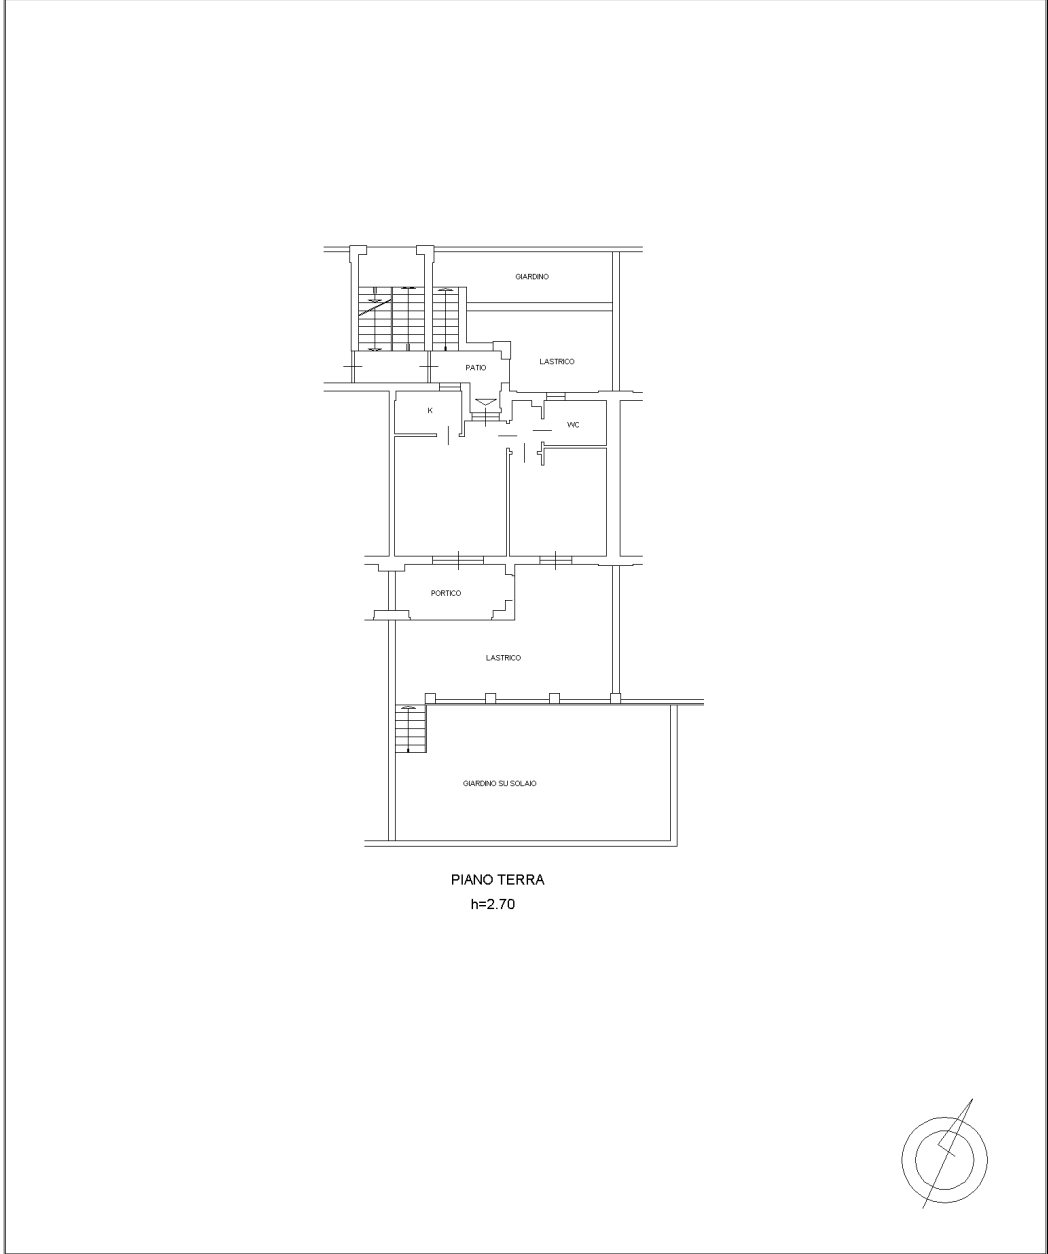 GIARDINO
LASTRICO
PATIO
K
WC
PORTICO
LASTRICO
GIARDINO SU SOLAIO
PIANO TERRA
h=2.70